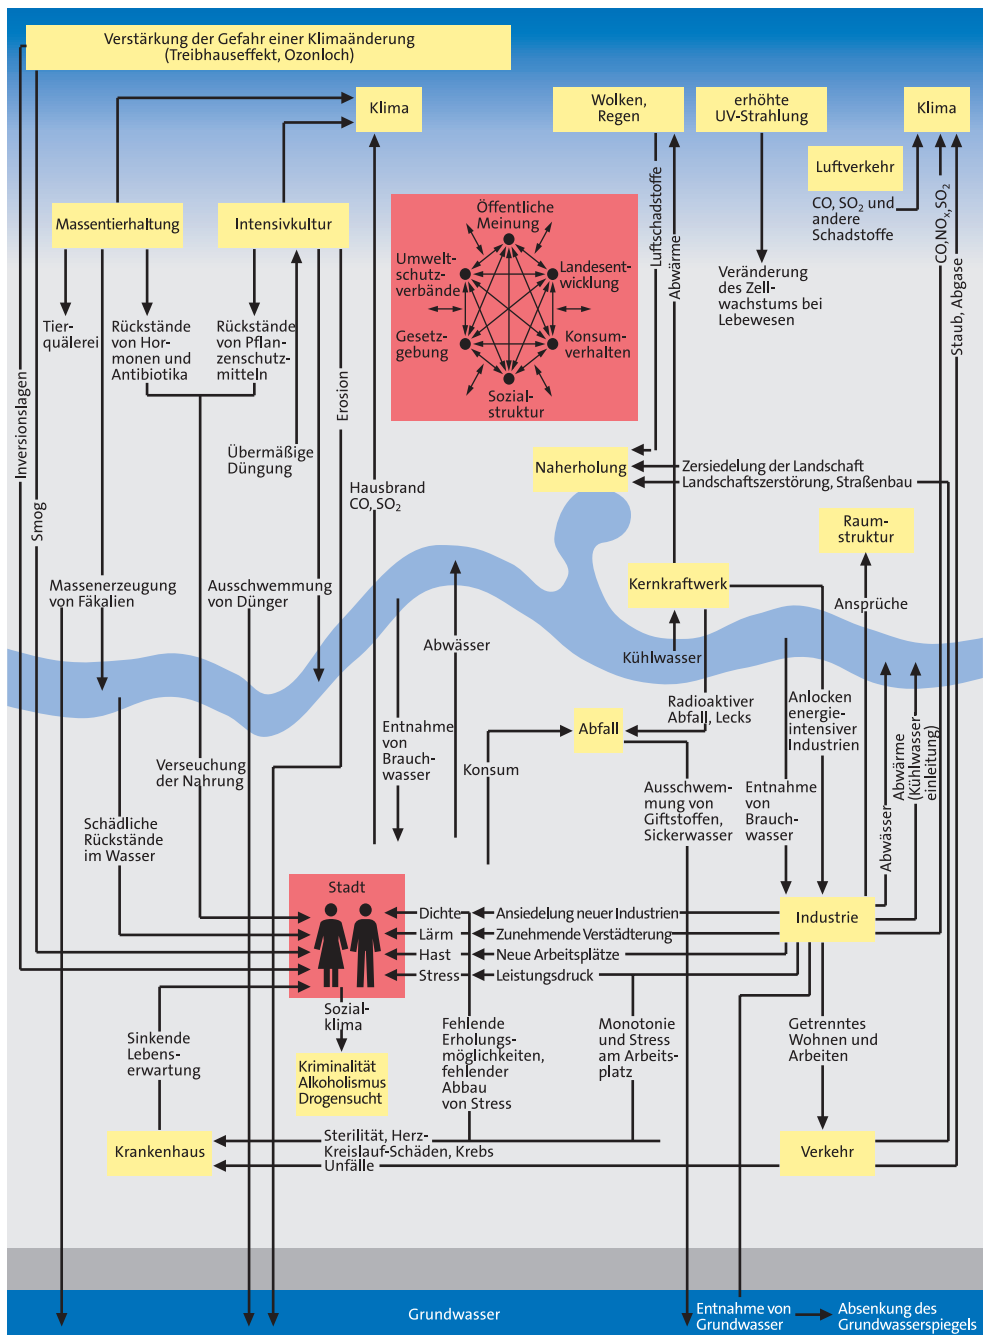 Verstärkung der Gefahr einer Klimaänderung
(Treibhauseffekt, Ozonloch)
Klima
Wolken,
Regen
erhöhte
UV-Strahlung
Klima
Luftverkehr
CO, SO₂ und
andere
Schadstoffe
CO,NOₓ,SO₂
Staub, Abgase
Massentierhaltung
Intensivkultur
Öffentliche
Meinung
Umwelt-
schutz-
verbände
Landesent-
wicklung
Gesetz-
gebung
Konsum-
verhalten
Sozial-
struktur
Luftschadstoffe
Abwärme
Veränderung
des Zell-
wachstums bei
Lebewesen
Tier-
quälerei
Rückstände
von Hor-
monen und
Antibiotika
Rückstände
von Pflan-
zenschutz-
mitteln
Erosion
Inversionslagen
Smog
Übermäßige
Düngung
Hausbrand
CO, SO₂
Naherholung
Zersiedelung der Landschaft
Landschaftszerstörung, Straßenbau
Raum-
struktur
Massenerzeugung
von Fäkalien
Ausschwemmung
von Dünger
Kernkraftwerk
Ansprüche
Abwässer
Kühlwasser
Radioaktiver
Abfall, Lecks
Anlocken
energie-
intensiver
Industrien
Abfall
Entnahme
von
Brauch-
wasser
Konsum
Verseuchung
der Nahrung
Ausschwem-
mung von
Giftstoffen,
Sickerwasser
Entnahme
von
Brauch-
wasser
Abwässer
Abwärme
(Kühlwasser-
einleitung)
Schädliche
Rückstände
im Wasser
Stadt
Dichte
Ansiedelung neuer Industrien
Industrie
Lärm
Zunehmende Verstädterung
Hast
Neue Arbeitsplätze
Stress
Leistungsdruck
Sozial-
klima
Sinkende
Lebens-
erwartung
Fehlende
Erholungs-
möglichkeiten,
fehlender
Abbau
von Stress
Monotonie
und Stress
am Arbeits-
platz
Getrenntes
Wohnen und
Arbeiten
Kriminalität
Alkoholismus
Drogensucht
Krankenhaus
Sterilität, Herz-
Kreislauf-Schäden, Krebs
Unfälle
Verkehr
Grundwasser
Entnahme von
Grundwasser
Absenkung des
Grundwasserspiegels